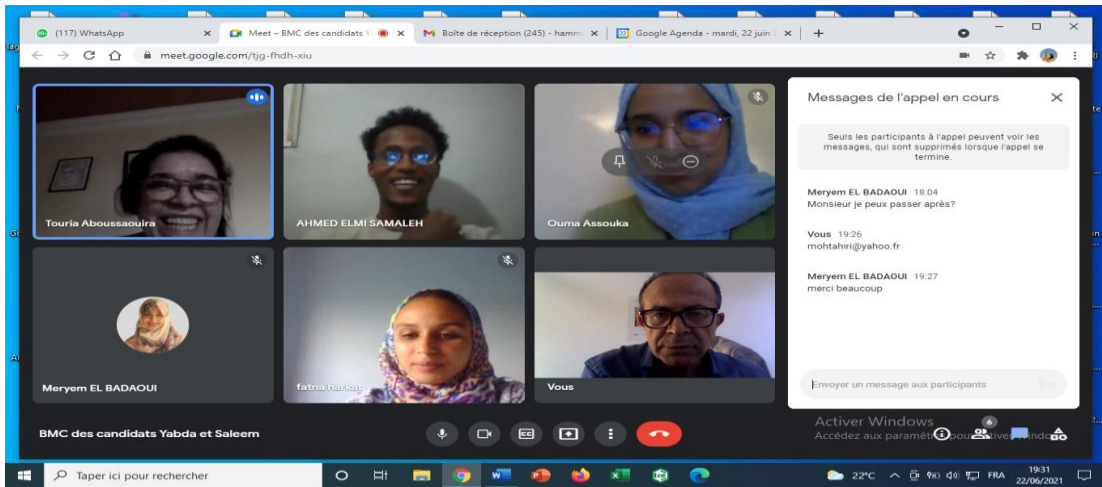 (117) WhatsApp
Meet – BMC des candidats Y
Boîte de réception (245) - hamm
Google Agenda - mardi, 22 juin
meet.google.com/tjg-fhdh-xiu
Touria Aboussaouira
AHMED ELMI SAMALEH
Ouma Assouka
Meryem EL BADAOUI
fatna harkat
Vous
BMC des candidats Yabda et Saleem
Messages de l'appel en cours
Seuls les participants à l'appel peuvent voir les
messages, qui sont supprimés lorsque l'appel se
termine.
Meryem EL BADAOUI 18:04
Monsieur je peux passer après?
Vous 19:26
mohtahiri@yahoo.fr
Meryem EL BADAOUI 19:27
merci beaucoup
Envoyer un message aux participants
Activer Windows
Accédez aux paramètres pour activer Windows
6
Taper ici pour rechercher
22°C
FRA
19:31
22/06/2021